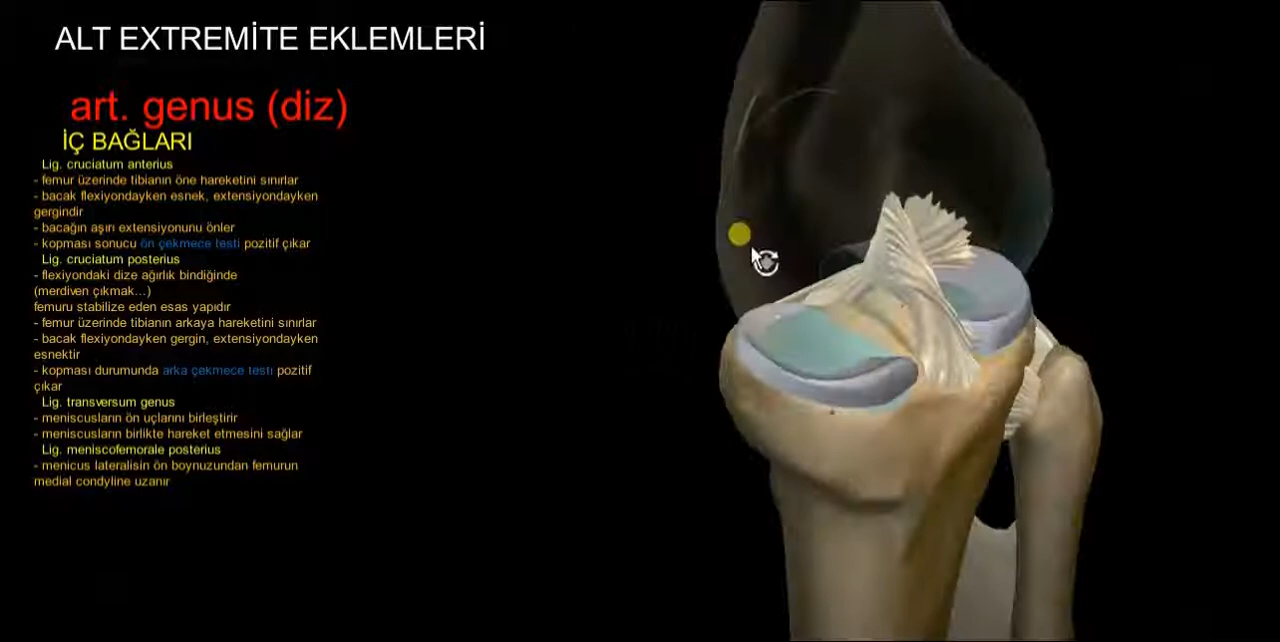 ALT EXTREMİTE EKLEMLERİ
art. genus (diz)
İÇ BAĞLARI
Lig. cruciatum anterius
- femur üzerinde tibianın öne hareketini sınırlar
- bacak flexiyondayken esnek, extensiyondayken
gergindir
- bacağın aşırı extensiyonunu önler
- kopması sonucu ön çekmece testi pozitif çıkar
Lig. cruciatum posterius
- flexiyondaki dize ağırlık bindiğinde
(merdiven çıkmak...)
femuru stabilize eden esas yapıdır
- femur üzerinde tibianın arkaya hareketini sınırlar
- bacak flexiyondayken gergin, extensiyondayken
esnektir
- kopması durumunda arka çekmece testi pozitif
çıkar
Lig. transversum genus
- meniscusların ön uçlarını birleştirir
- meniscusların birlikte hareket etmesini sağlar
Lig. meniscofemorale posterius
- menicus lateralisin ön boynuzundan femurun
medial condyline uzanır